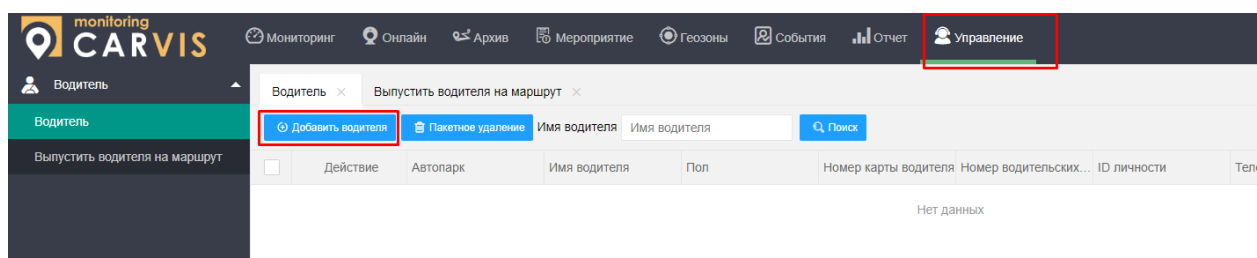 monitoring
CARVIS
Мониторинг Онлайн Архив Мероприятие Геозоны События Отчет Управление
Водитель
Водитель
Выпустить водителя на маршрут
Водитель × Выпустить водителя на маршрут ×
Добавить водителя Пакетное удаление Имя водителя Имя водителя Поиск
Действие Автопарк Имя водителя Пол Номер карты водителя Номер водительских... ID личности
Нет данных